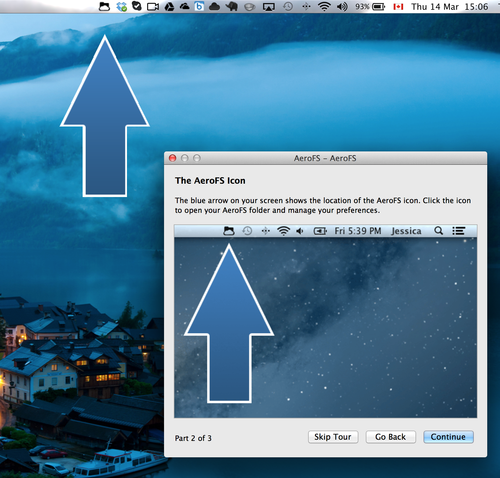 93% Thu 14 Mar 15:06
AeroFS - AeroFS
The AeroFS Icon
The blue arrow on your screen shows the location of the AeroFS icon. Click the icon
to open your AeroFS folder and manage your preferences.
Fri 5:39 PM Jessica
Part 2 of 3
Skip Tour Go Back Continue